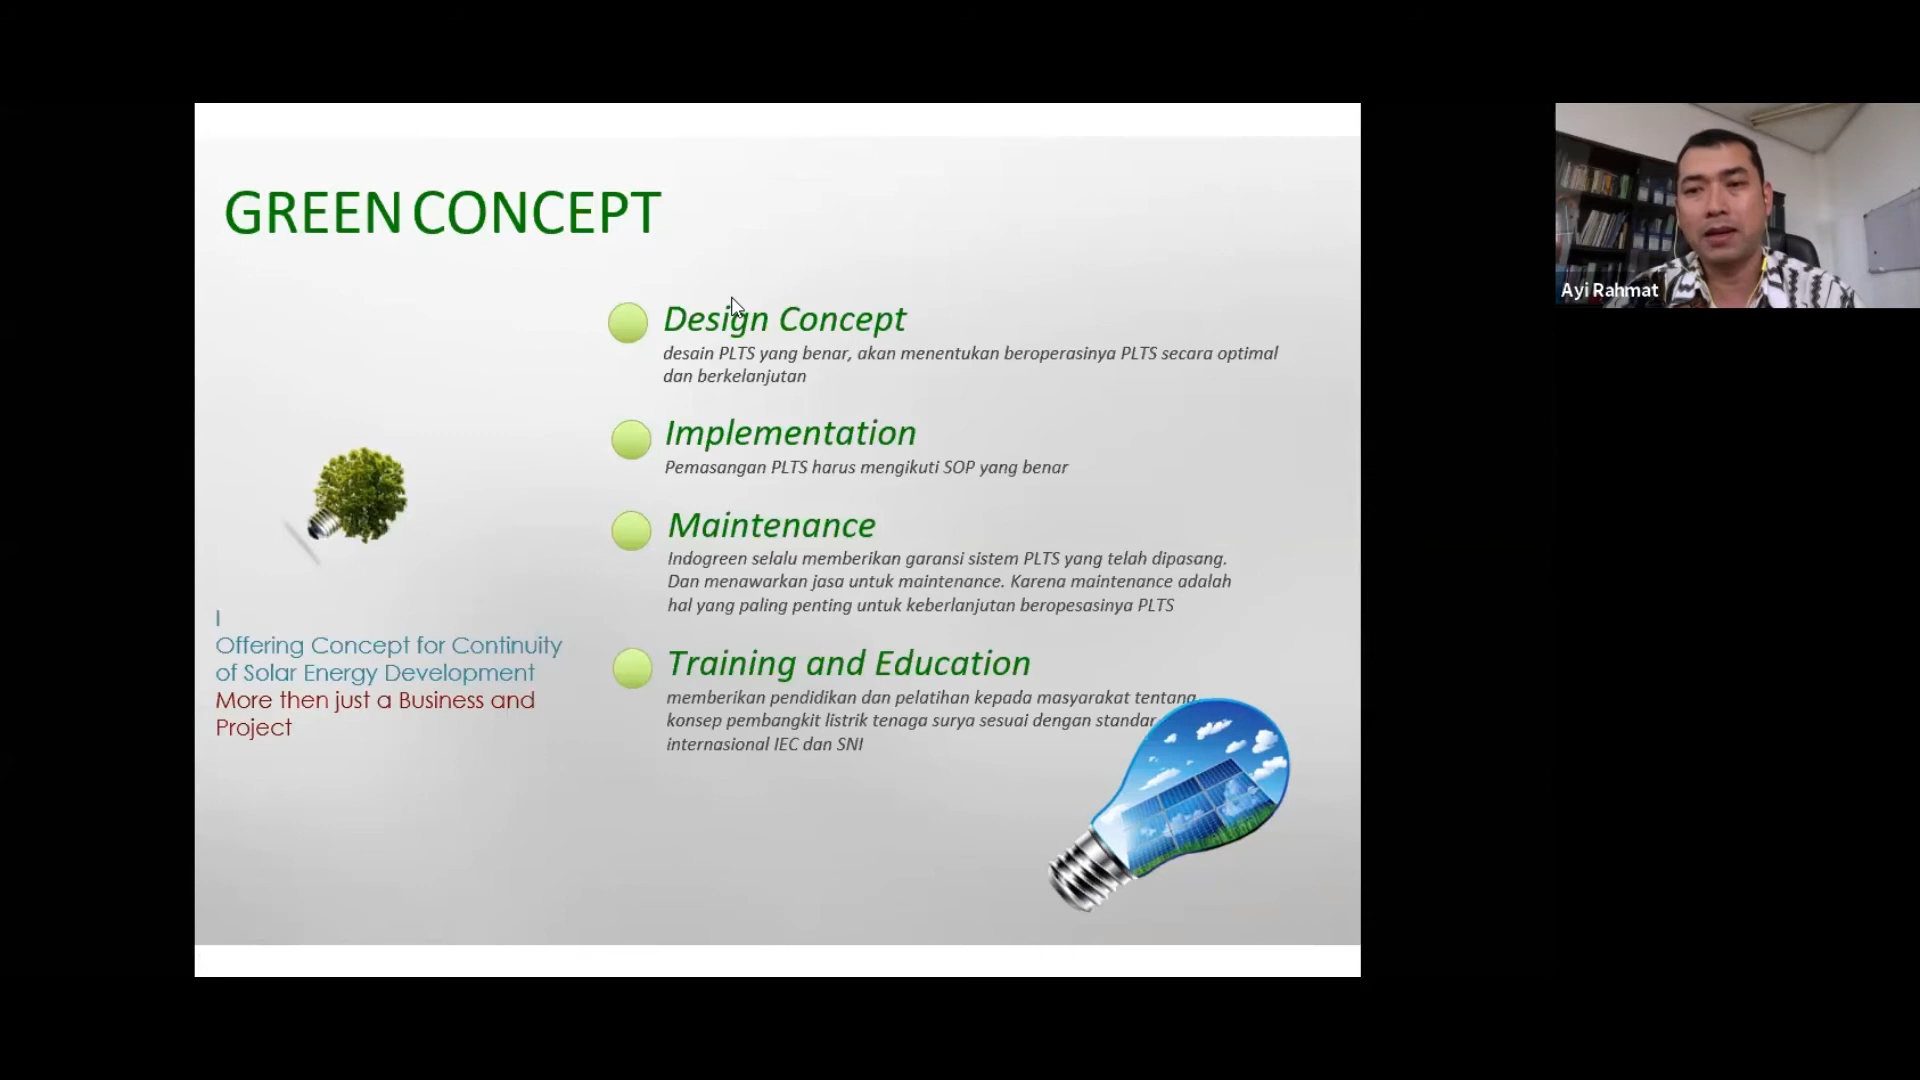 GREEN CONCEPT
Design Concept
desain PLTS yang benar, akan menentukan beroperasinya PLTS secara optimal
dan berkelanjutan
Implementation
Pemasangan PLTS harus mengikuti SOP yang benar
Maintenance
Indogreen selalu memberikan garansi sistem PLTS yang telah dipasang.
Dan menawarkan jasa untuk maintenance. Karena maintenance adalah
hal yang paling penting untuk keberlanjutan beropesasinya PLTS
Training and Education
memberikan pendidikan dan pelatihan kepada masyarakat tentang
konsep pembangkit listrik tenaga surya sesuai dengan standar
internasional IEC dan SNI
I
Offering Concept for Continuity
of Solar Energy Development
More then just a Business and
Project
Ayi Rahmat